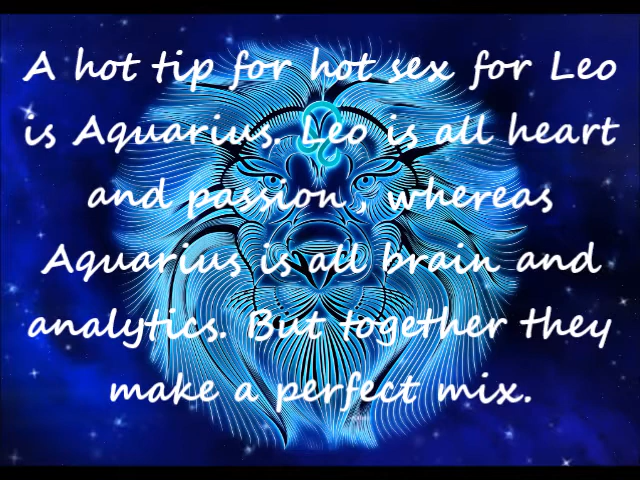 A hot tip for hot sex for Leo
is Aquarius. Leo is all heart
and passion, whereas
Aquarius is all brain and
analytics. But together they
make a perfect mix.